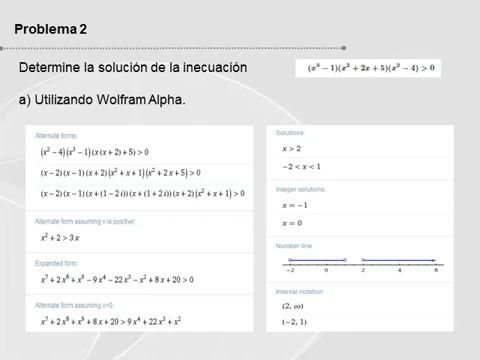 Problema 2
Determine la solución de la inecuación
(x³ − 1)(x² + 2x + 5)(x² − 4) > 0
a) Utilizando Wolfram Alpha.
Alternate forms:
(x² − 4)(x³ − 1)(x(x + 2) + 5) > 0
(x − 2)(x − 1)(x + 2)(x² + x + 1)(x² + 2x + 5) > 0
(x − 2)(x − 1)(x + (1 − 2i))(x + (1 + 2i))(x + 2)(x² + x + 1) > 0
Alternate form assuming x is positive:
x² + 2 > 3x
Expanded form:
x⁷ + 2x⁶ + x⁵ − 9x⁴ − 22x³ − x² + 8x + 20 > 0
Alternate form assuming x>0:
x⁷ + 2x⁶ + x⁵ + 8x + 20 > 9x⁴ + 22x³ + x²
Solutions:
x > 2
−2 < x < 1
Integer solutions:
x = −1
x = 0
Number line
−2 0 2 4 6
Interval notation
(2, ∞)
(−2, 1)